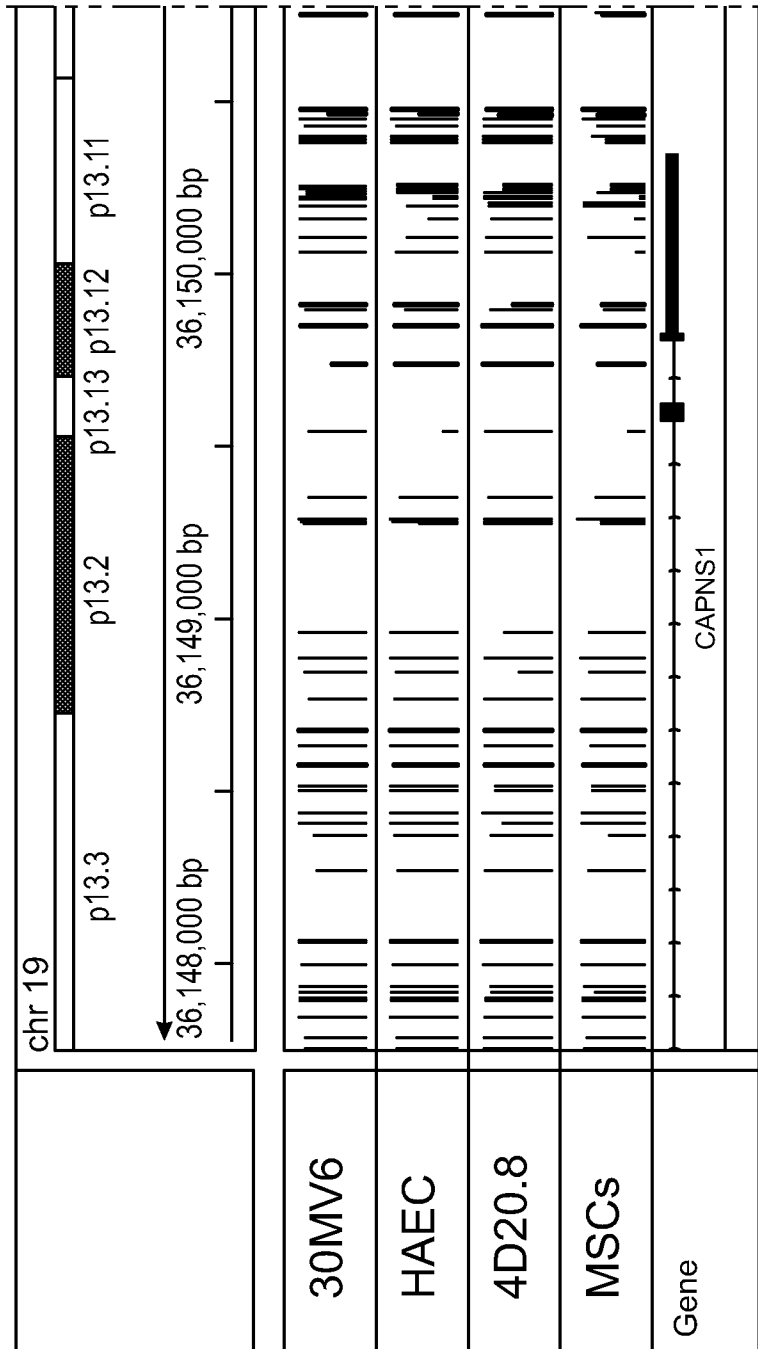 chr 19
p13.3
p13.2
p13.13
p13.12
p13.11
36,148,000 bp
36,149,000 bp
36,150,000 bp
30MV6
HAEC
4D20.8
MSCs
Gene
CAPNS1